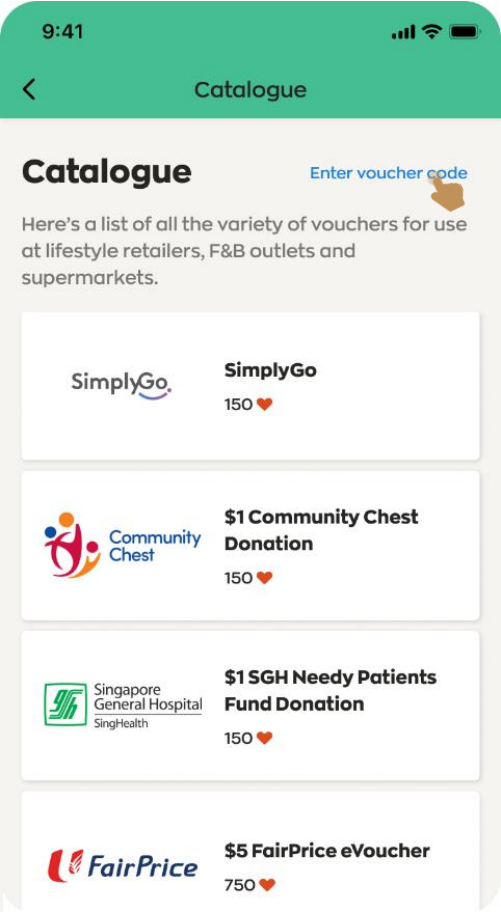 9:41
Catalogue
Catalogue
Enter voucher code
Here's a list of all the variety of vouchers for use
at lifestyle retailers, F&B outlets and
supermarkets.
SimplyGo.
SimplyGo
150
Community
Chest
$1 Community Chest
Donation
150
Singapore
General Hospital
SingHealth
$1 SGH Needy Patients
Fund Donation
150
FairPrice
$5 FairPrice eVoucher
750